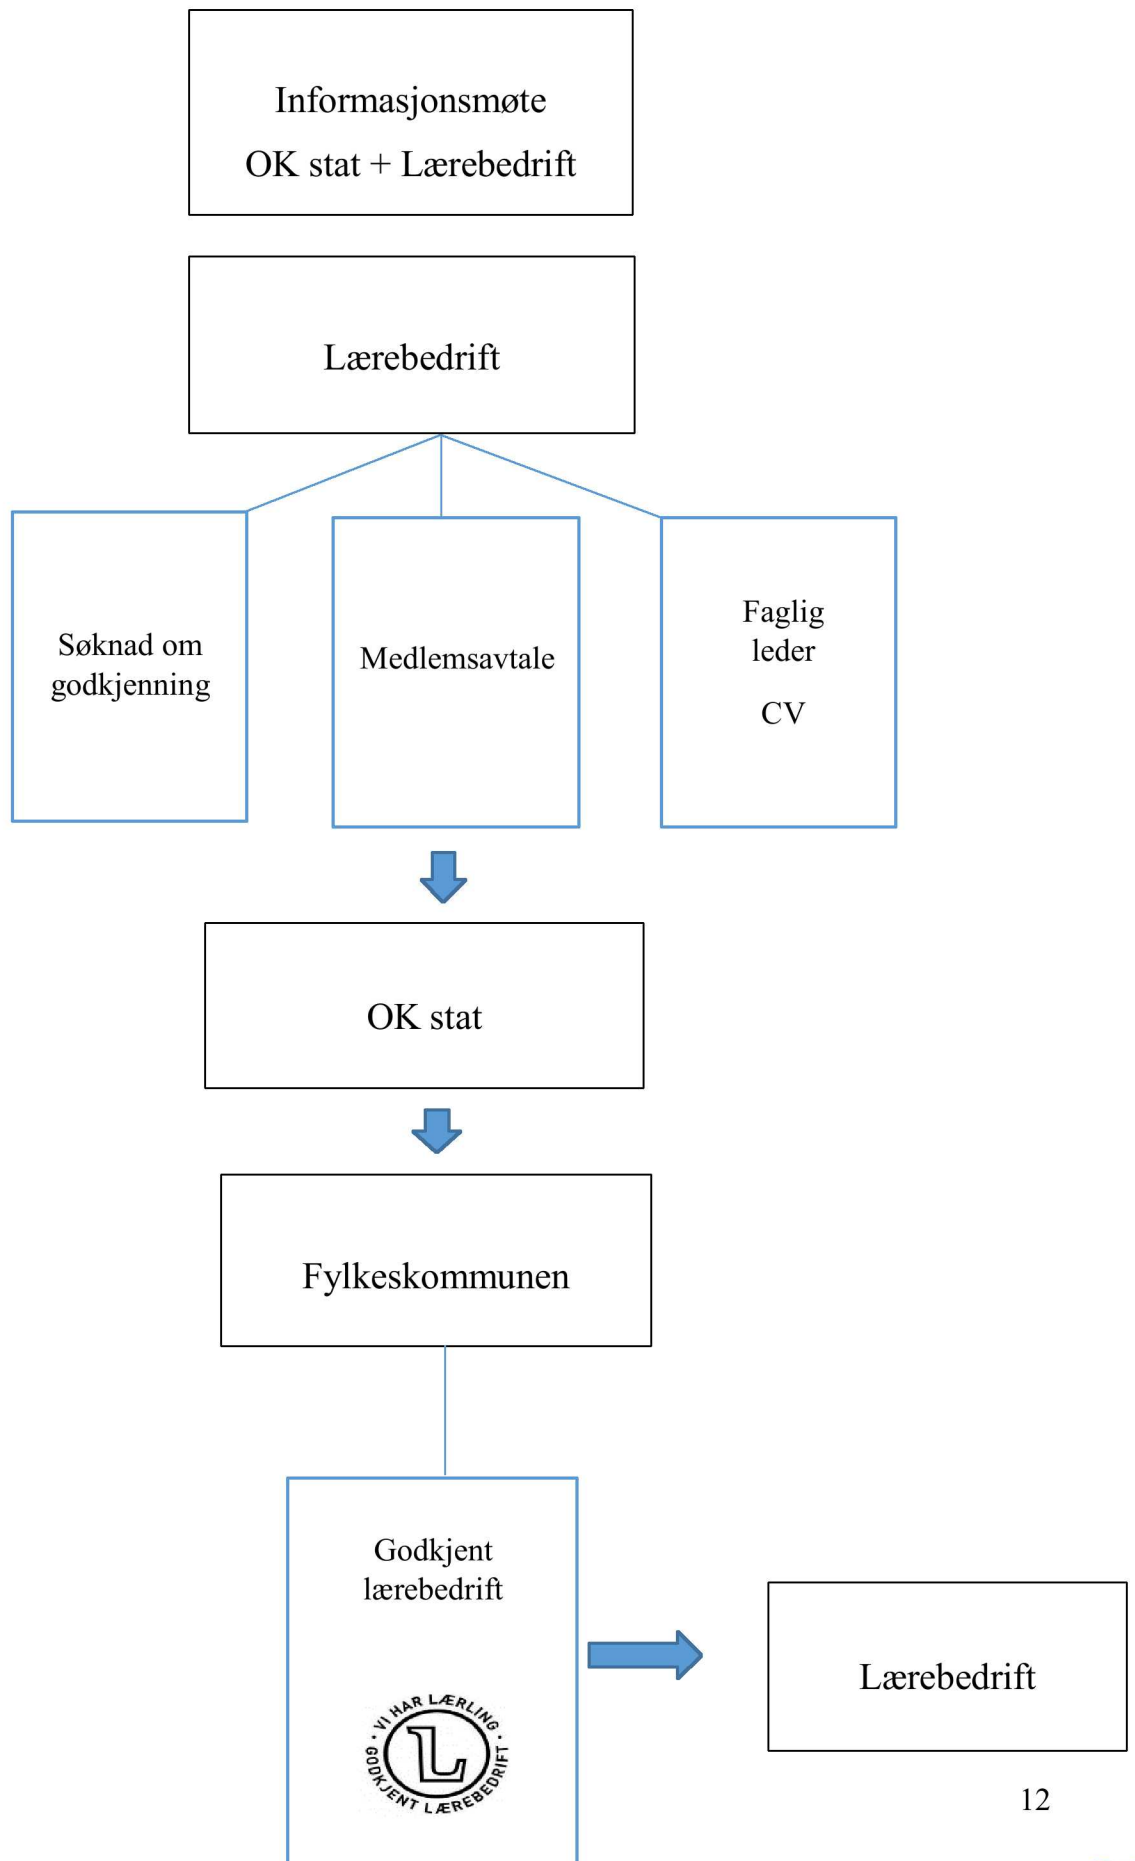 Informasjonsmøte
OK stat + Lærebedrift
Lærebedrift
Søknad om
godkjenning
Medlemsavtale
Faglig
leder
CV
OK stat
Fylkeskommunen
Godkjent
lærebedrift
· VI HAR LÆRLING ·
GODKJENT LÆREBEDRIFT
L
Lærebedrift
12